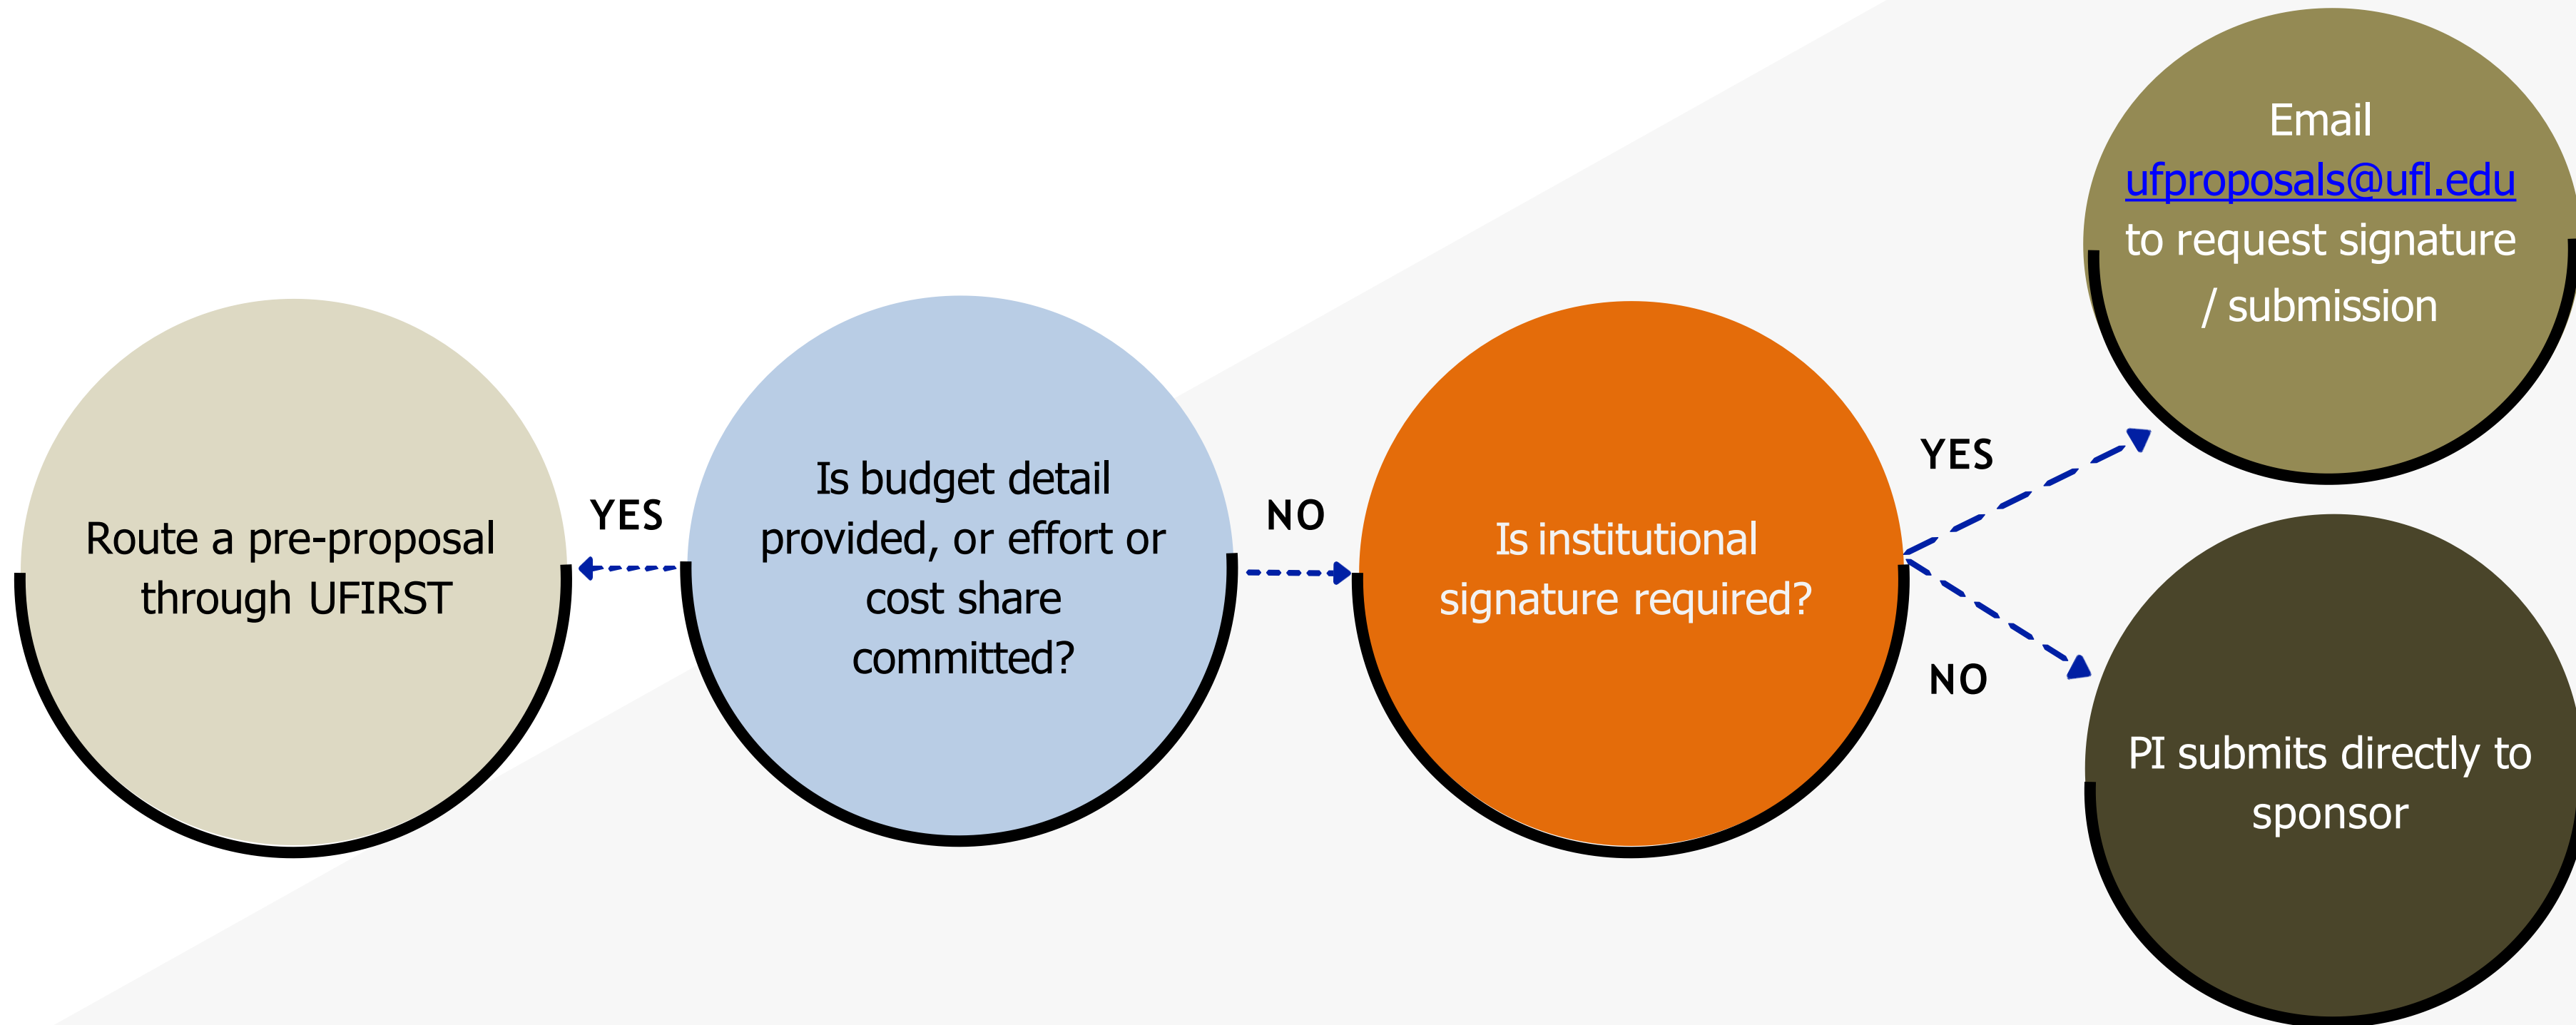 Route a pre-proposal
through UFIRST
YES
Is budget detail
provided, or effort or
cost share
committed?
NO
Is institutional
signature required?
YES
NO
Email
ufproposals@ufl.edu
to request signature
/ submission
PI submits directly to
sponsor